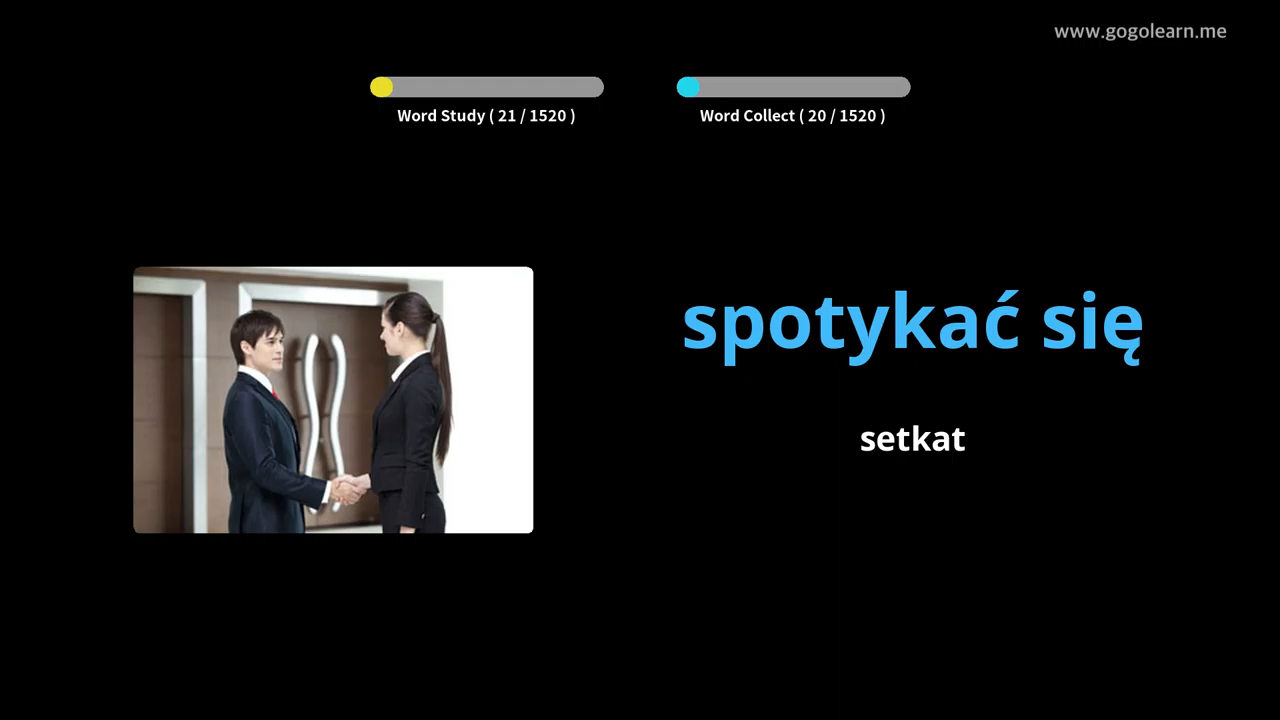 www.gogolearn.me
Word Study ( 21 / 1520 )
Word Collect ( 20 / 1520 )
spotykać się
setkat